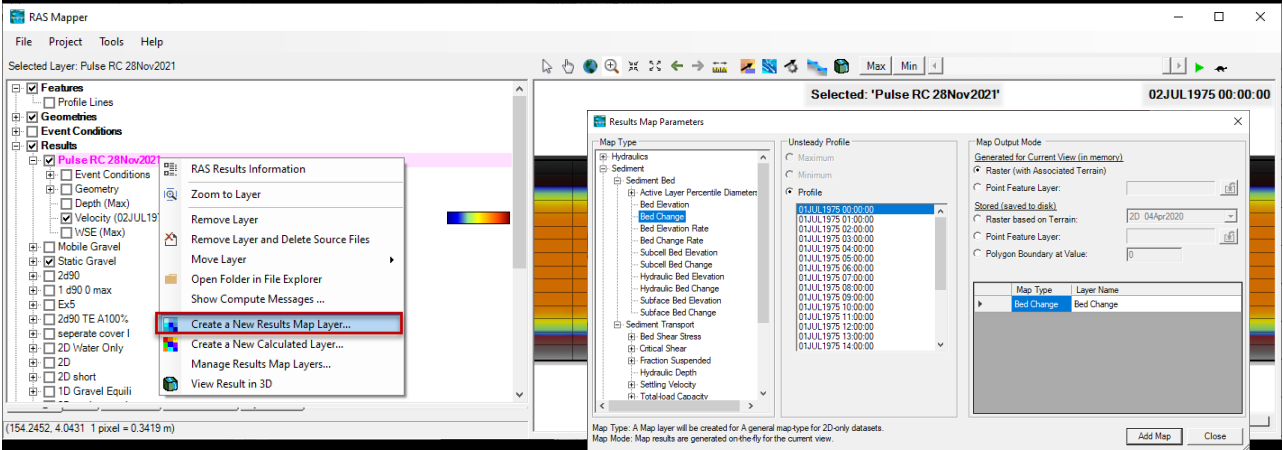 RAS Mapper
File Project Tools Help
Selected Layer: Pulse RC 28Nov2021
Max Min
Features
Profile Lines
Geometries
Event Conditions
Results
Pulse RC 28Nov2021
Event Conditions
Geometry
Depth (Max)
Velocity (02JUL19
WSE (Max)
Mobile Gravel
Static Gravel
2d90
1 d90 0 max
Ex5
2d90 TE A100%
seperate cover l
2D Water Only
2D
2D short
1D Gravel Equili
(154.2452, 4.0431 1 pixel = 0.3419 m)
RAS Results Information
Zoom to Layer
Remove Layer
Remove Layer and Delete Source Files
Move Layer
Open Folder in File Explorer
Show Compute Messages ...
Create a New Results Map Layer...
Create a New Calculated Layer...
Manage Results Map Layers...
View Result in 3D
Selected: 'Pulse RC 28Nov2021'
02JUL1975 00:00:00
Results Map Parameters
Map Type
Hydraulics
Sediment
Sediment Bed
Active Layer Percentile Diameters
Bed Elevation
Bed Change
Bed Elevation Rate
Bed Change Rate
Subcell Bed Elevation
Subcell Bed Change
Hydraulic Bed Elevation
Hydraulic Bed Change
Subface Bed Elevation
Subface Bed Change
Sediment Transport
Bed Shear Stress
Critical Shear
Fraction Suspended
Hydraulic Depth
Settling Velocity
Total-load Capacity
Unsteady Profile
Maximum
Minimum
Profile
01JUL1975 00:00:00
01JUL1975 01:00:00
01JUL1975 02:00:00
01JUL1975 03:00:00
01JUL1975 04:00:00
01JUL1975 05:00:00
01JUL1975 06:00:00
01JUL1975 07:00:00
01JUL1975 08:00:00
01JUL1975 09:00:00
01JUL1975 10:00:00
01JUL1975 11:00:00
01JUL1975 12:00:00
01JUL1975 13:00:00
01JUL1975 14:00:00
Map Output Mode
Generated for Current View (in memory)
Raster (with Associated Terrain)
Point Feature Layer:
Stored (saved to disk)
Raster based on Terrain: 2D 04Apr2020
Point Feature Layer:
Polygon Boundary at Value: 0
Map Type Layer Name
Bed Change Bed Change
Map Type: A Map layer will be created for A general map-type for 2D-only datasets.
Map Mode: Map results are generated on-the-fly for the current view.
Add Map Close